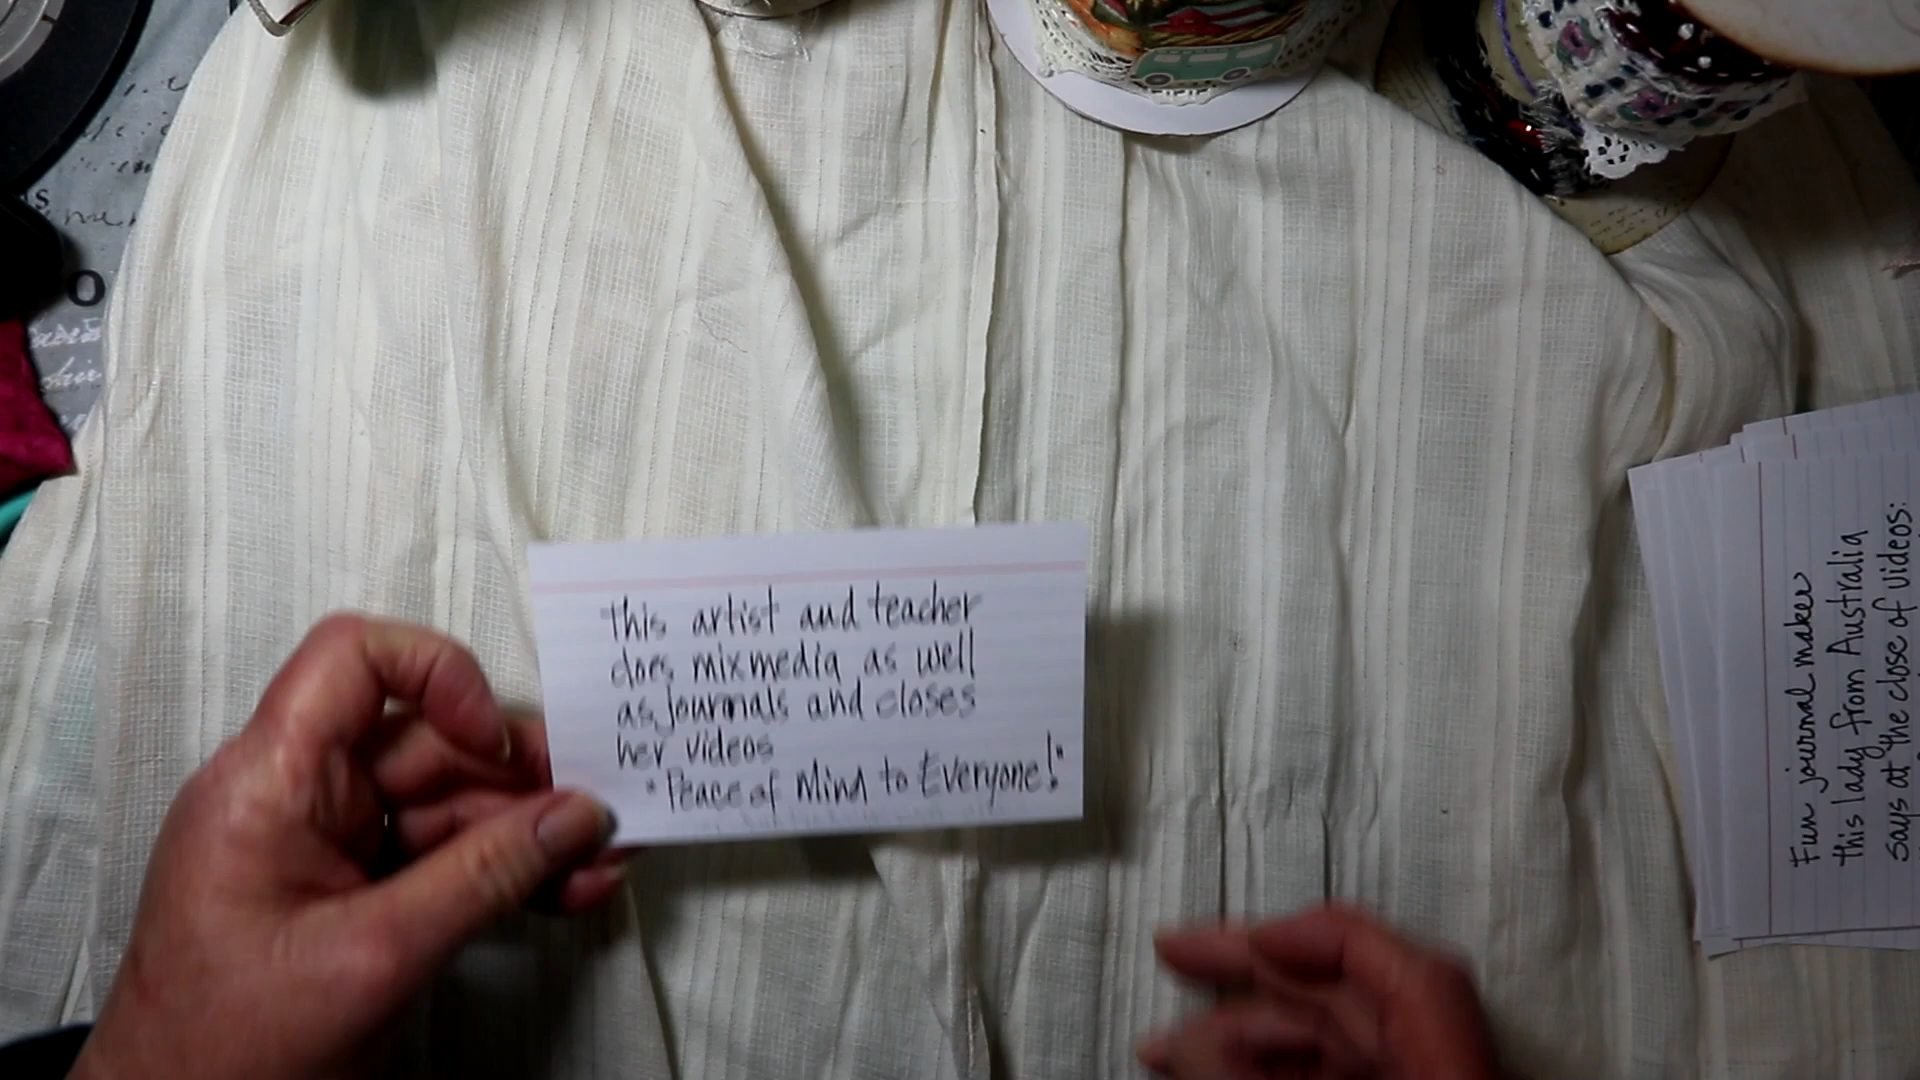 This artist and teacher
does mixmedia as well
as journals and closes
her videos
"Peace of Mind to Everyone!"
Fun journal maker
this lady from Australia
says at the close of videos: